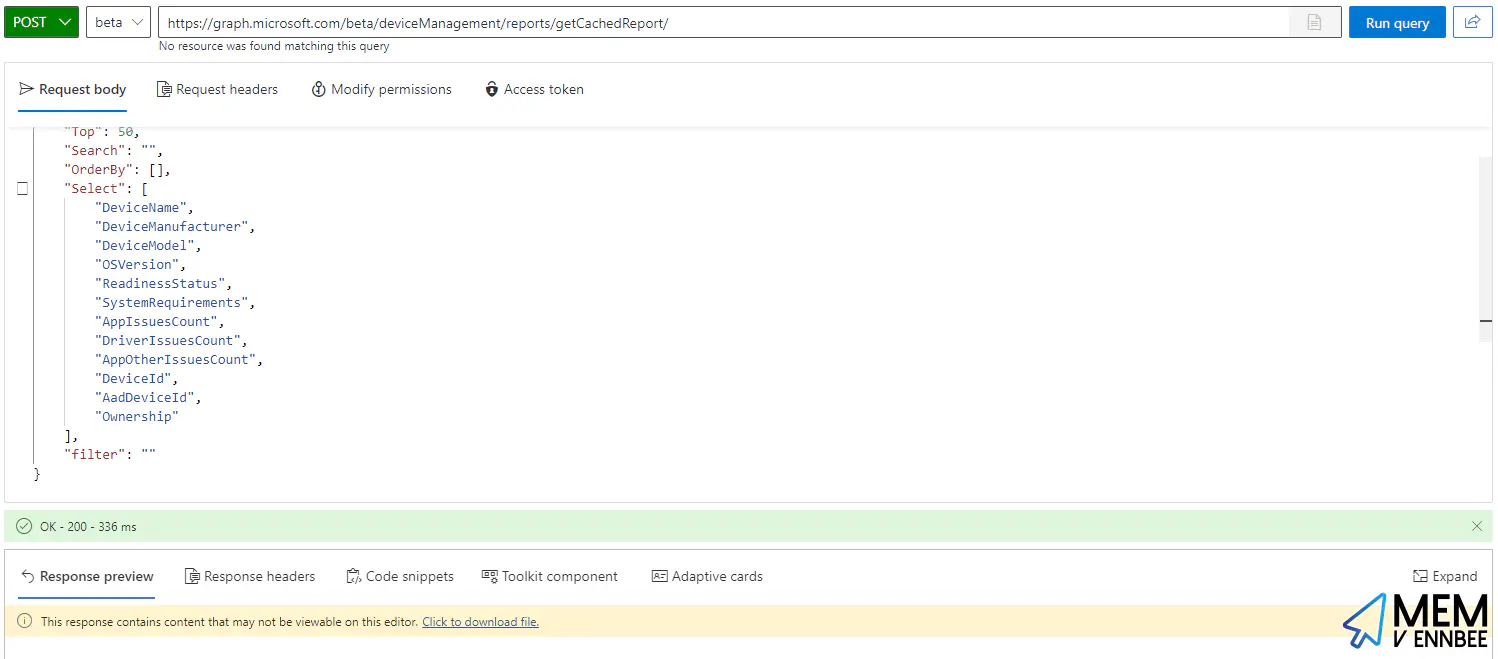 POST
beta
https://graph.microsoft.com/beta/deviceManagement/reports/getCachedReport/
Run query
No resource was found matching this query
Request body
Request headers
Modify permissions
Access token
"Top": 50,
"Search": "",
"OrderBy": [],
"Select": [
"DeviceName",
"DeviceManufacturer",
"DeviceModel",
"OSVersion",
"ReadinessStatus",
"SystemRequirements",
"AppIssuesCount",
"DriverIssuesCount",
"AppOtherIssuesCount",
"DeviceId",
"AadDeviceId",
"Ownership"
],
"filter": ""
}
OK - 200 - 336 ms
Response preview
Response headers
Code snippets
Toolkit component
Adaptive cards
Expand
This response contains content that may not be viewable on this editor. Click to download file.
MEM
V ENNBEE